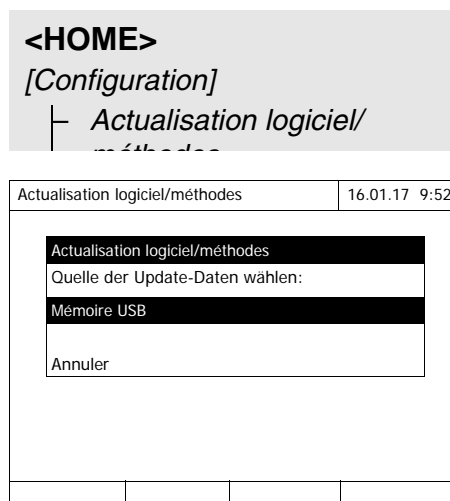 <HOME>
[Configuration]
– Actualisation logiciel/
Actualisation logiciel/méthodes 16.01.17 9:52
Actualisation logiciel/méthodes
Quelle der Update-Daten wählen:
Mémoire USB
Annuler